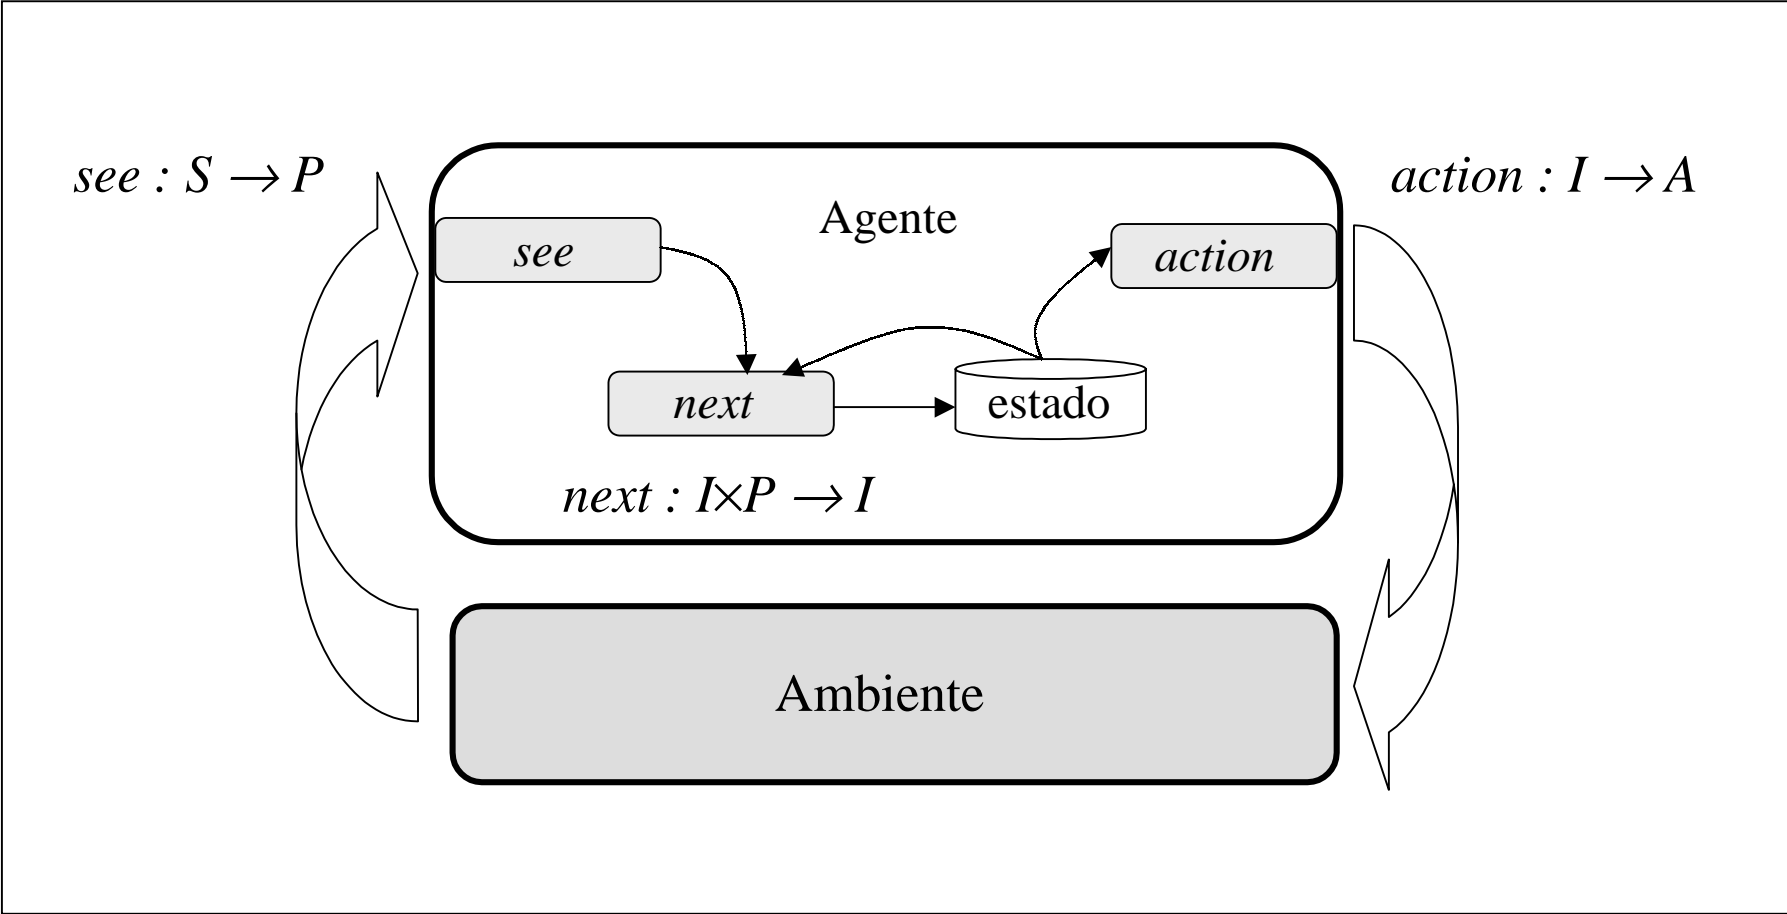 see : S → P
action : I → A
Agente
see
action
next
estado
next : I×P → I
Ambiente